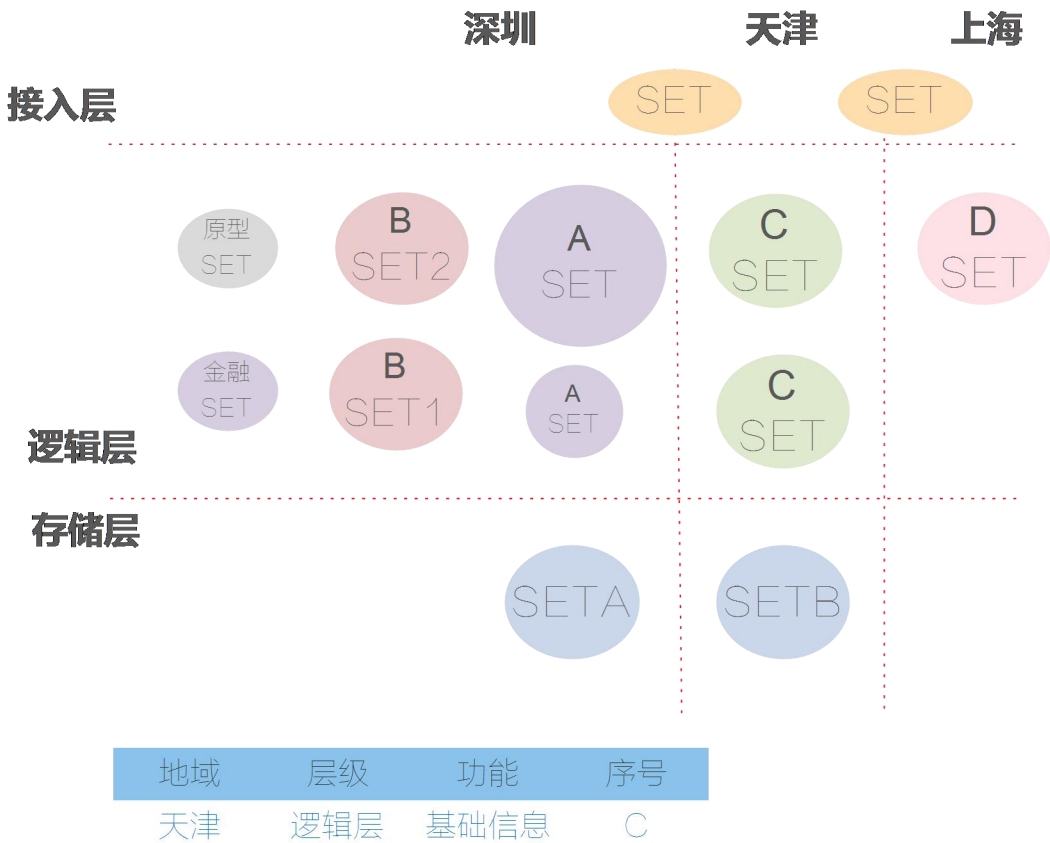 深圳 天津 上海
接入层
SET SET
原型
SET
B
SET2
A
SET
C
SET
D
SET
金融
SET
B
SET1
A
SET
C
SET
逻辑层
存储层
SETA SETB
地域 层级 功能 序号
天津 逻辑层 基础信息 C